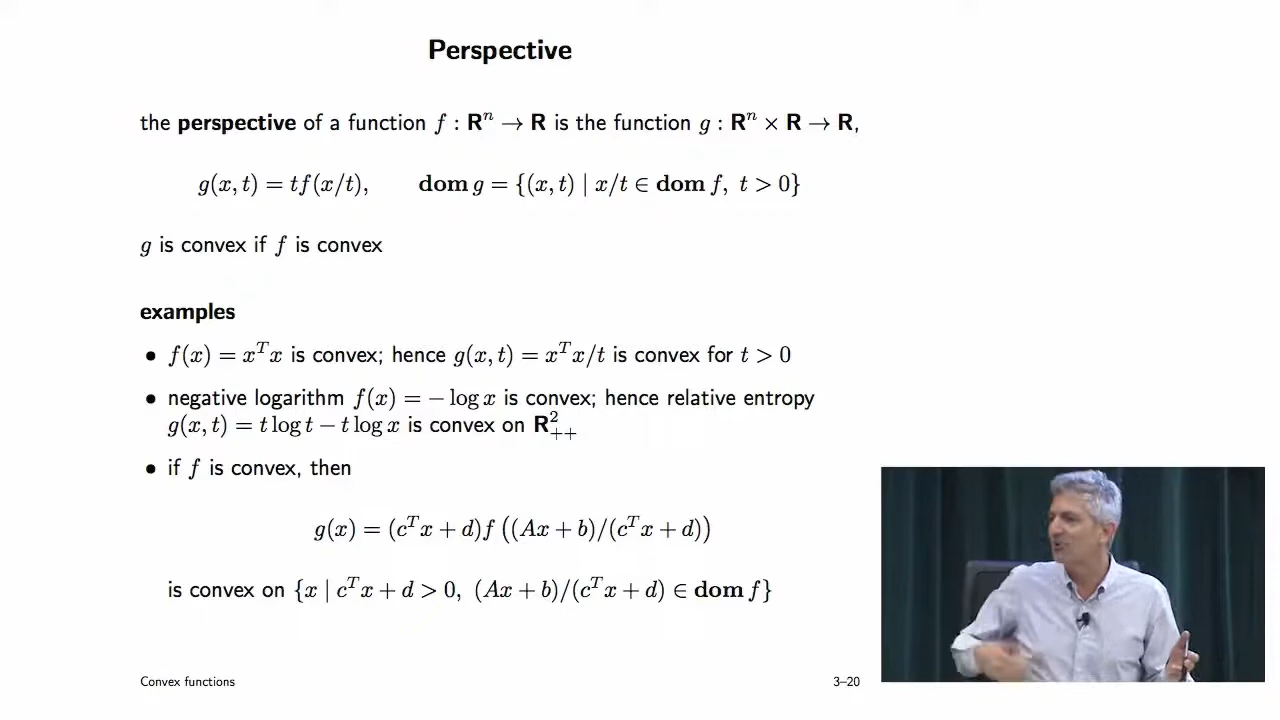 Perspective
the perspective of a function f : Rⁿ → R is the function g : Rⁿ × R → R,
g(x, t) = tf(x/t), dom g = {(x, t) | x/t ∈ dom f, t > 0}
g is convex if f is convex
examples
• f(x) = xᵀx is convex; hence g(x, t) = xᵀx/t is convex for t > 0
• negative logarithm f(x) = − log x is convex; hence relative entropy
g(x, t) = t log t − t log x is convex on R²₊₊
• if f is convex, then
g(x) = (cᵀx + d)f ((Ax + b)/(cᵀx + d))
is convex on {x | cᵀx + d > 0, (Ax + b)/(cᵀx + d) ∈ dom f}
Convex functions 3–20